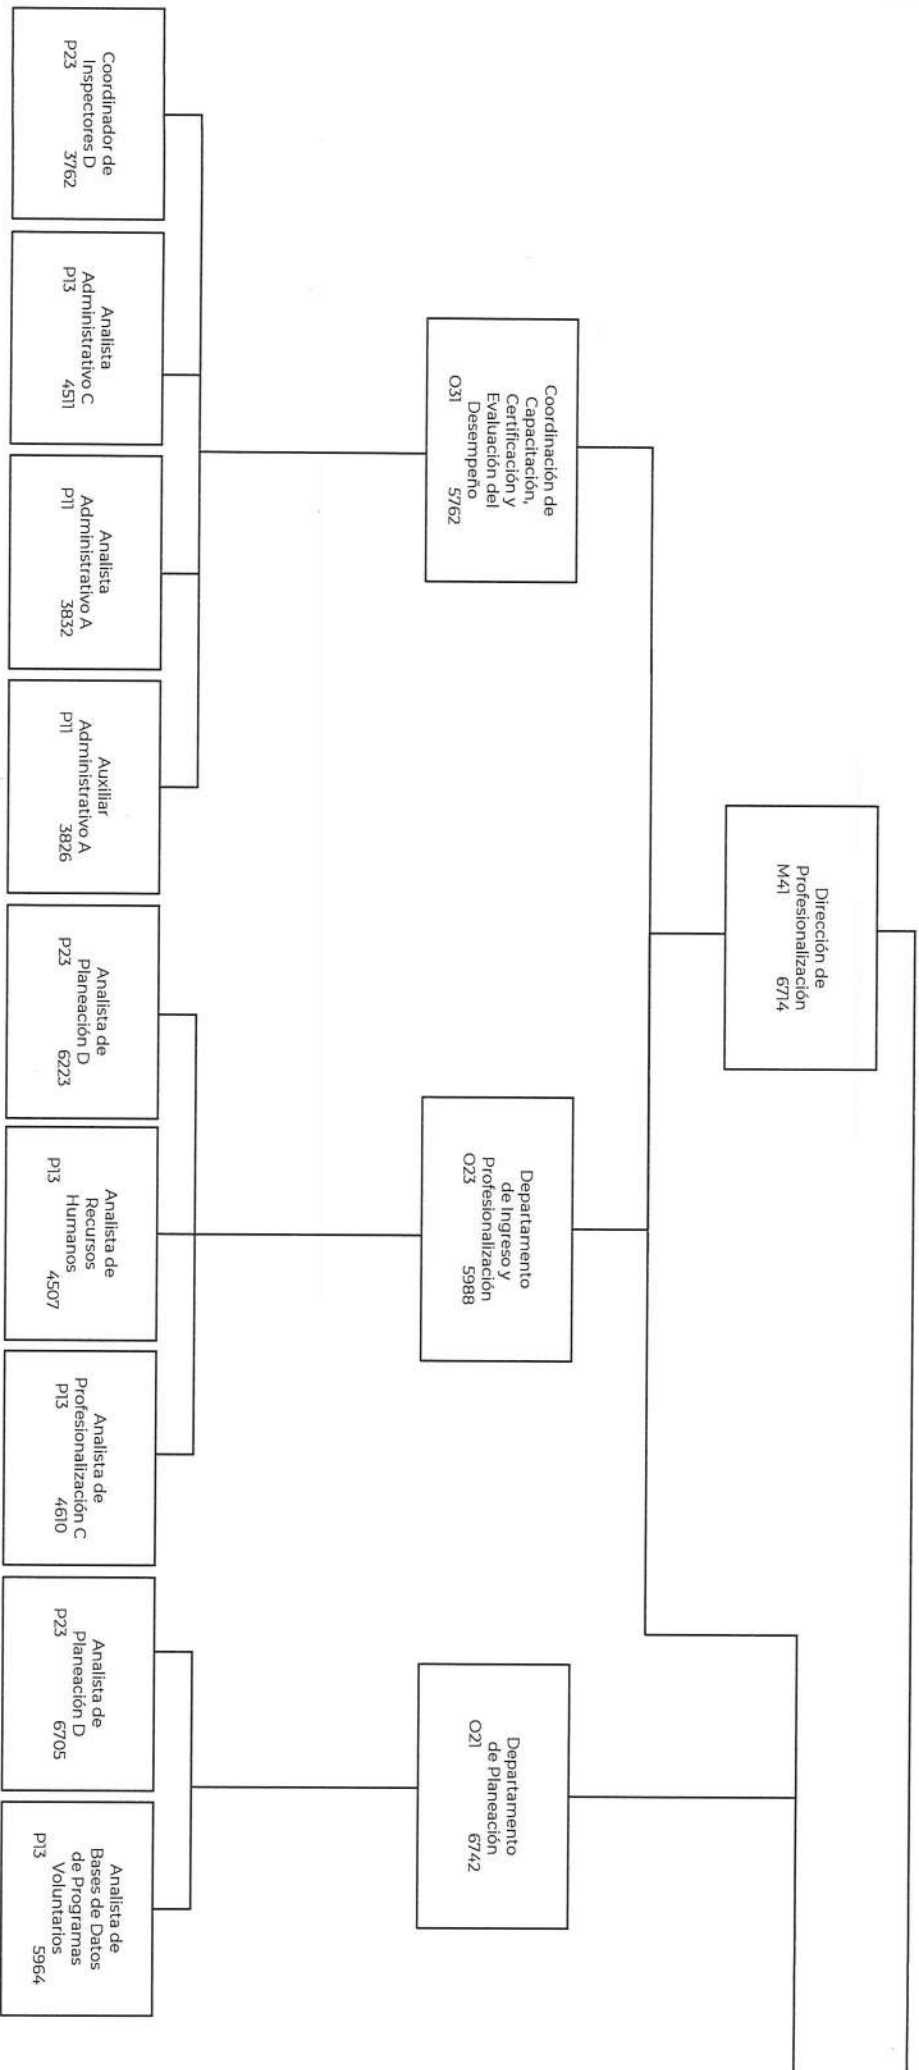 Dirección de
Profesionalización
M41 6714
Coordinación de
Capacitación,
Certificación y
Evaluación del
Desempeño
O31 5762
Departamento
de Ingreso y
Profesionalización
O23 5988
Departamento
de Planeación
O21 6742
Coordinador de
Inspectores D
P23 3762
Analista
Administrativo C
P13 4511
Analista
Administrativo A
P11 3832
Auxiliar
Administrativo A
P11 3826
Analista de
Planeación D
P23 6223
Analista de
Recursos
Humanos
P13 4507
Analista de
Profesionalización C
P13 4610
Analista de
Planeación D
P23 6705
Analista de
Bases de Datos
de Programas
Voluntarios
P13 5964